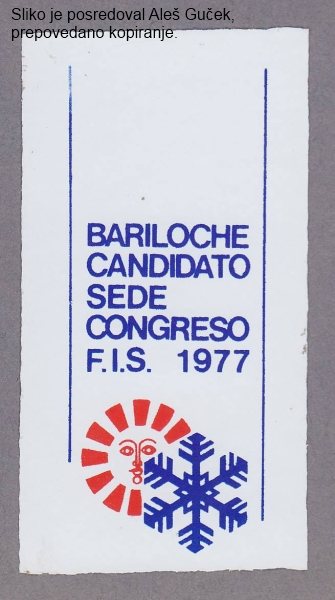 Sliko je posredoval Aleš Guček,
prepovedano kopiranje.
BARILOCHE
CANDIDATO
SEDE
CONGRESO
F.I.S. 1977